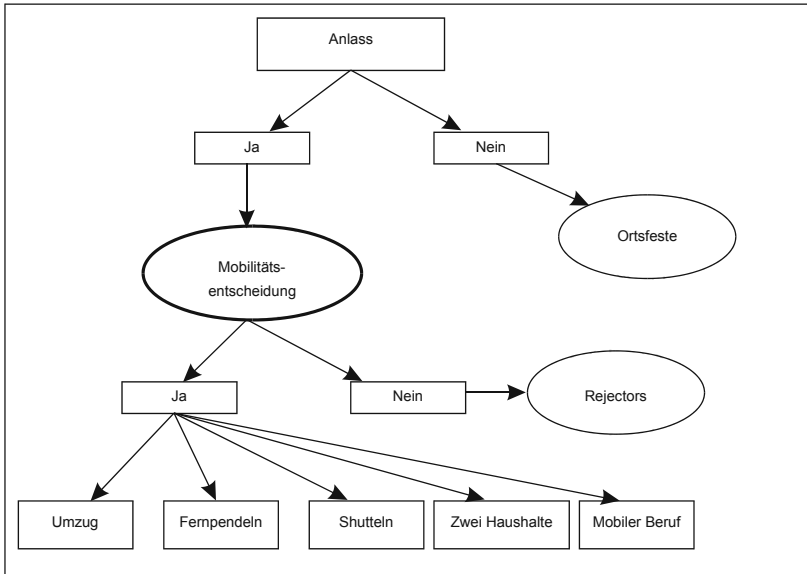 Anlass
Ja
Nein
Ortsfeste
Mobilitäts-
entscheidung
Ja
Nein
Rejectors
Umzug
Fernpendeln
Shutteln
Zwei Haushalte
Mobiler Beruf